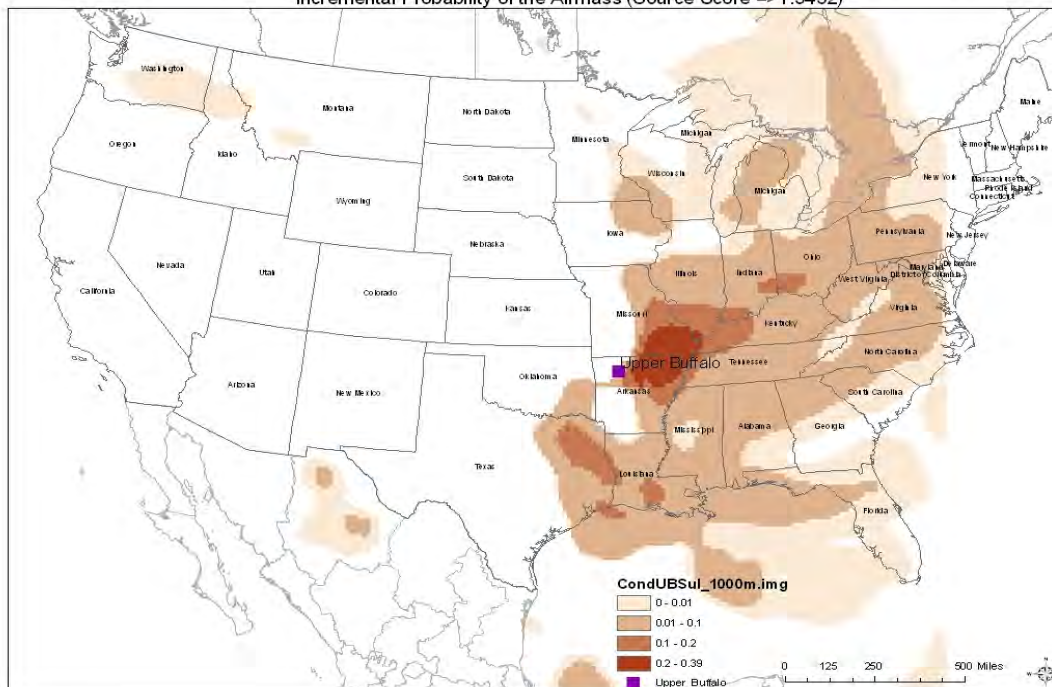 Incremental Probability of the Airmass (Source Score => 1.5452)
Washington
Montana
North Dakota
Minnesota
Michigan
Maine
Oregon
Idaho
South Dakota
Wisconsin
Michigan
Vermont
New Hampshire
New York
Massachusetts
Rhode Island
Connecticut
Wyoming
Iowa
Pennsylvania
New Jersey
Nebraska
Nevada
Utah
Colorado
Illinois
Indiana
Ohio
Maryland
Delaware
District of Columbia
West Virginia
California
Kansas
Missouri
Kentucky
Virginia
Arizona
New Mexico
Oklahoma
Upper Buffalo
Arkansas
Tennessee
North Carolina
South Carolina
Mississippi
Alabama
Georgia
Texas
Louisiana
Florida
CondUBSul_1000m.img
0 - 0.01
0.01 - 0.1
0.1 - 0.2
0.2 - 0.39
Upper Buffalo
0 125 250 500 Miles